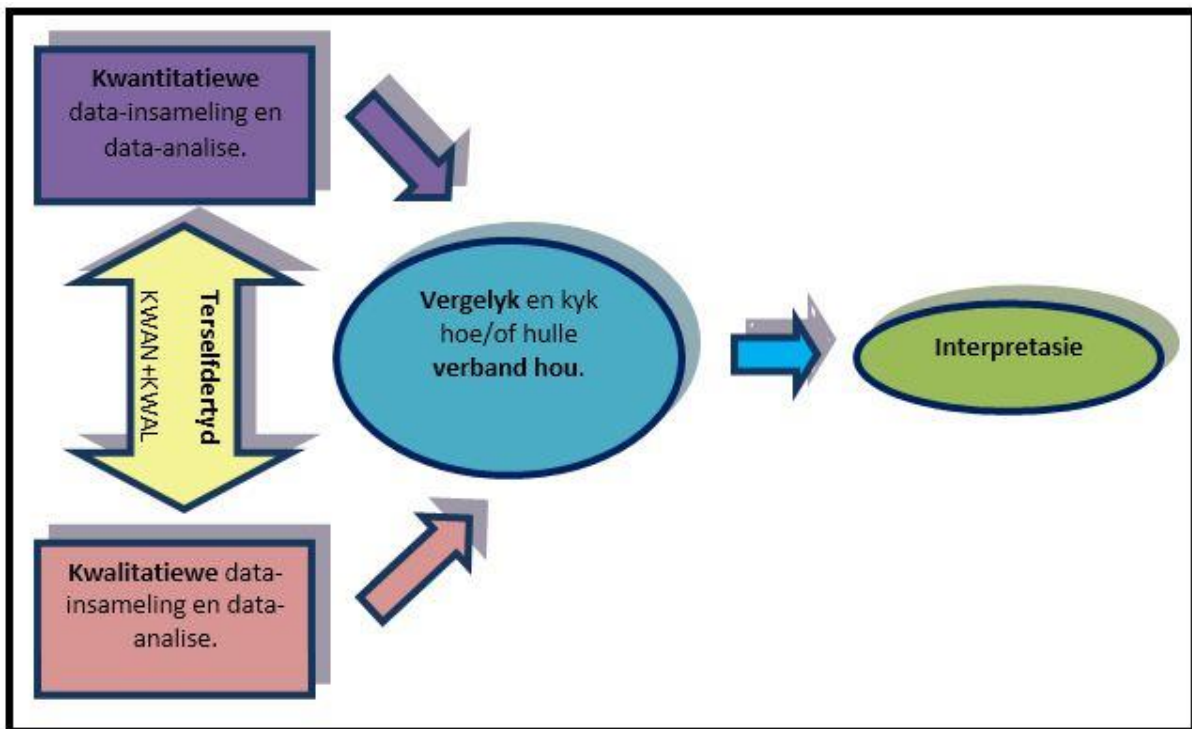 Kwantitatiewe
data-insameling en
data-analise.
Terselfdertyd
KWAN+KWAL
Vergelyk en kyk
hoe/of hulle
verband hou.
Interpretasie
Kwalitatiewe data-
insameling en data-
analise.